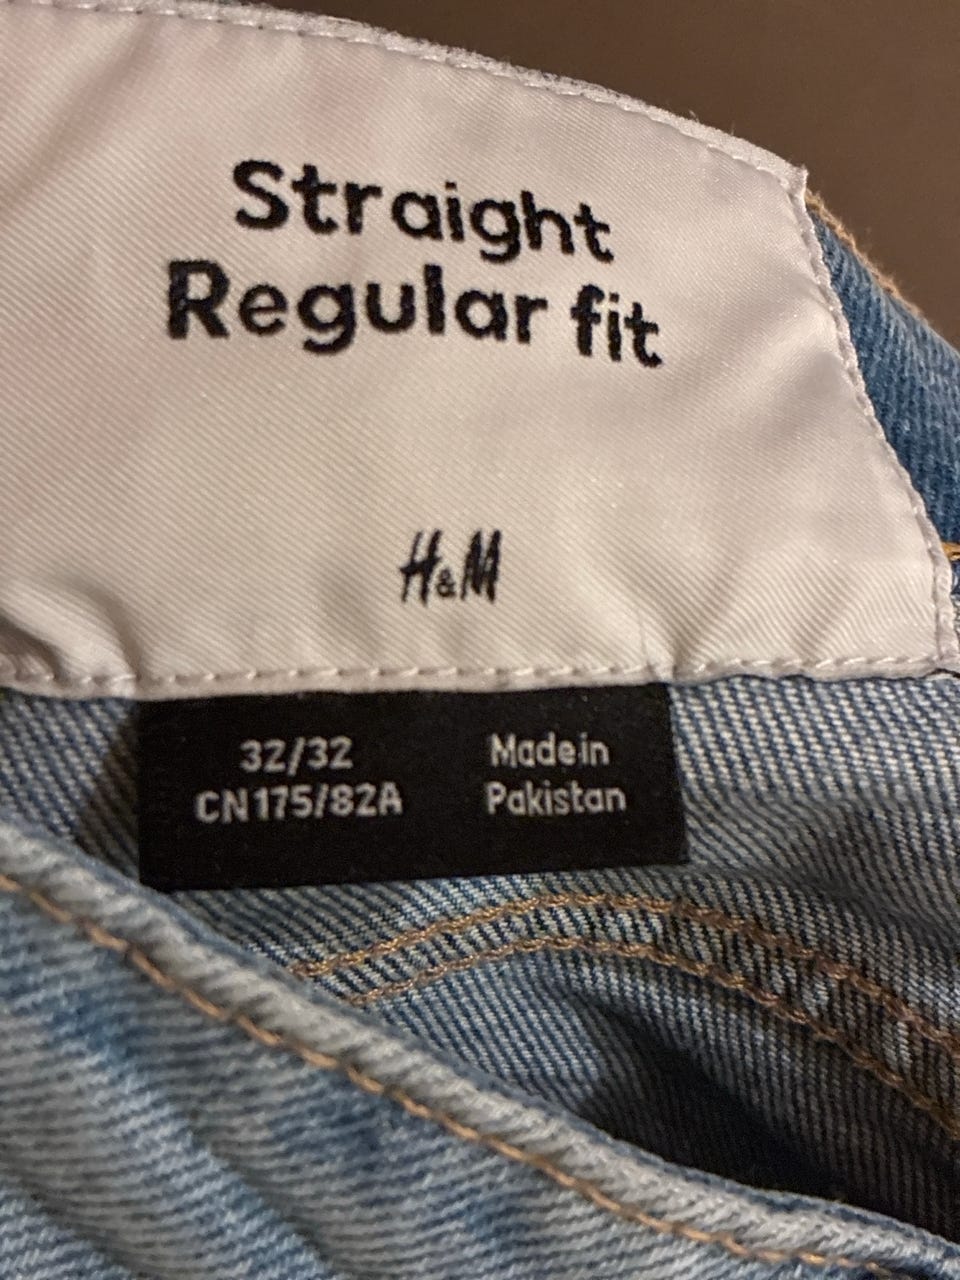 Straight
Regular fit
H&M
32/32
CN175/82A
Made in
Pakistan